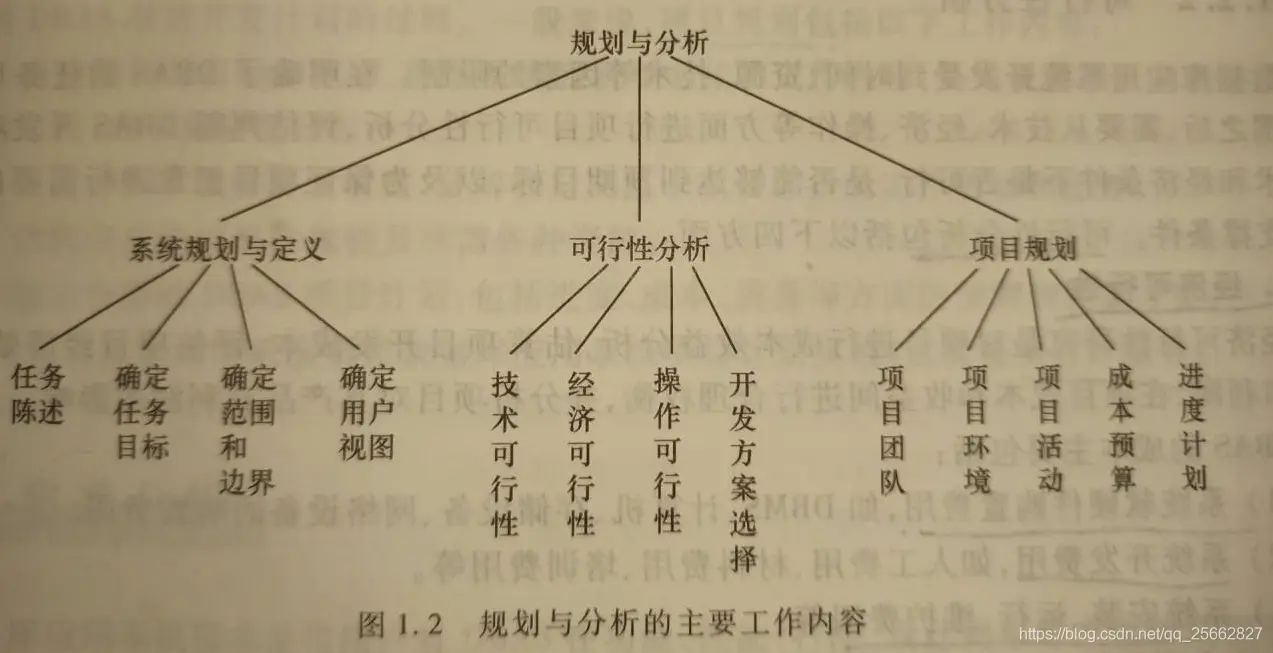 规划与分析
系统规划与定义
可行性分析
项目规划
任务
陈述
确定
任务
目标
确定
范围
和
边界
确定
用户
视图
技术可行性
经济可行性
操作可行性
开发方案选择
项目团队
项目环境
项目活动
成本预算
进度计划
图 1.2 规划与分析的主要工作内容
https://blog.csdn.net/qq_25662827